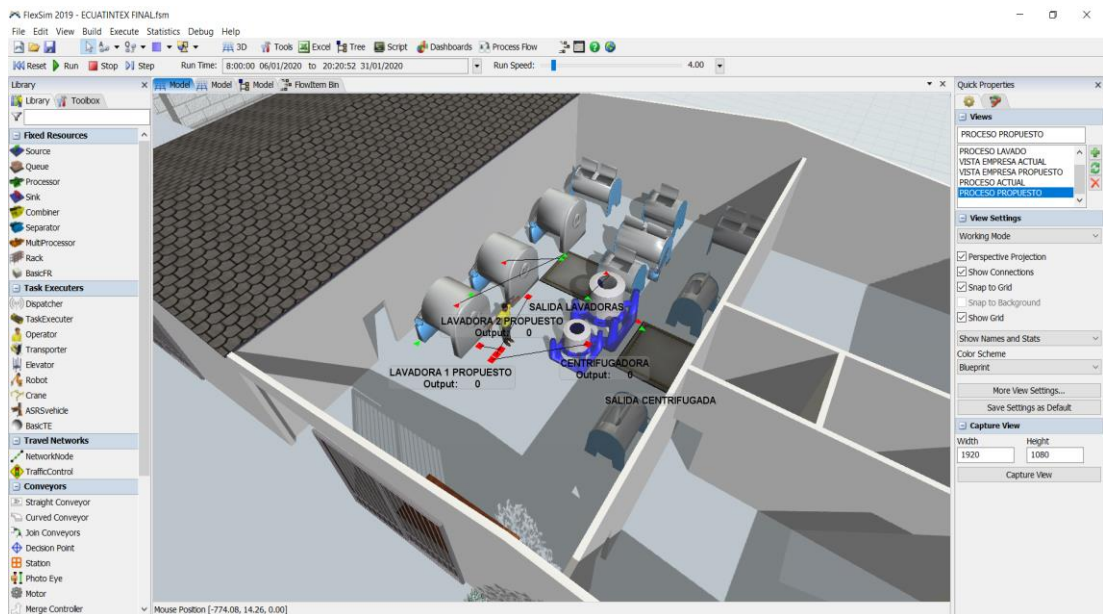 FlexSim 2019 - ECUATINTEX FINAL.fsm
File Edit View Build Execute Statistics Debug Help
3D Tools Excel Tree Script Dashboards Process Flow
Reset Run Stop Step Run Time: 8:00:00 06/01/2020 to 20:20:52 31/01/2020 Run Speed: 4.00
Library
Library Toolbox
Fixed Resources
Source
Queue
Processor
Sink
Combiner
Separator
MultiProcessor
Rack
BasicFR
Task Executers
Dispatcher
TaskExecuter
Operator
Transporter
Elevator
Robot
Crane
ASRSvehicle
BasicTE
Travel Networks
NetworkNode
TrafficControl
Conveyors
Straight Conveyor
Curved Conveyor
Join Conveyors
Decision Point
Station
Photo Eye
Motor
Merge Controller
Model Model Model FlowItem Bin
SALIDA LAVADORAS
LAVADORA 2 PROPUESTO
Output: 0
LAVADORA 1 PROPUESTO
Output: 0
CENTRIFUGADORA
Output: 0
SALIDA CENTRIFUGADA
Mouse Position [-774.08, 14.26, 0.00]
Quick Properties
Views
PROCESO PROPUESTO
PROCESO LAVADO
VISTA EMPRESA ACTUAL
VISTA EMPRESA PROPUESTO
PROCESO ACTUAL
PROCESO PROPUESTO
View Settings
Working Mode
Perspective Projection
Show Connections
Snap to Grid
Snap to Background
Show Grid
Show Names and Stats
Color Scheme
Blueprint
More View Settings...
Save Settings as Default
Capture View
Width Height
1920 1080
Capture View